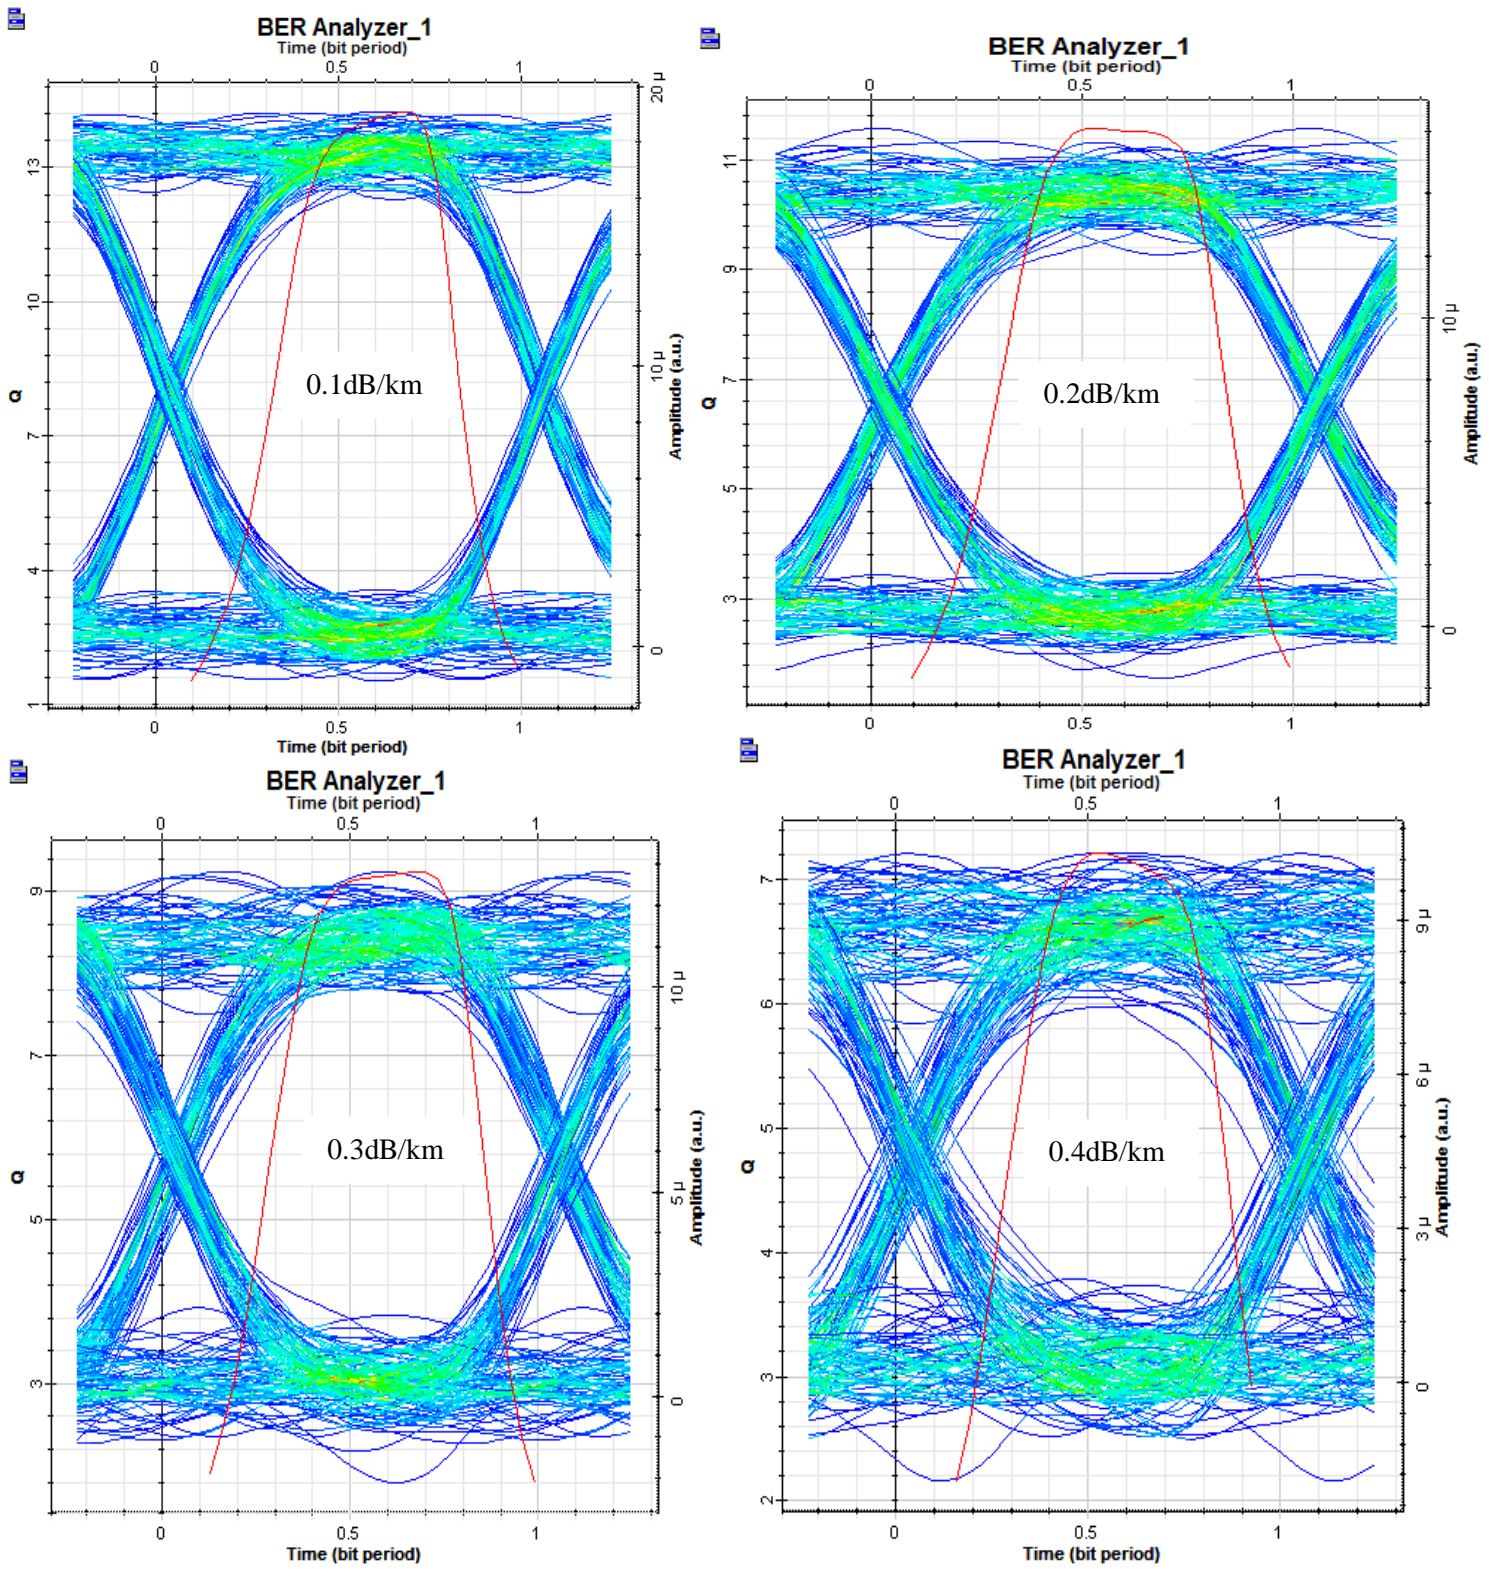 BER Analyzer_1
Time (bit period)
0 0.5 1
20 µ
10 µ
0
Amplitude (a.u.)
Q
13
10
7
4
1
0.1dB/km
0 0.5 1
Time (bit period)
BER Analyzer_1
Time (bit period)
0 0.5 1
10 µ
0
Amplitude (a.u.)
Q
11
9
7
5
3
0.2dB/km
0 0.5 1
Time (bit period)
BER Analyzer_1
Time (bit period)
0 0.5 1
10 µ
5 µ
0
Amplitude (a.u.)
Q
9
7
5
3
0.3dB/km
0 0.5 1
Time (bit period)
BER Analyzer_1
Time (bit period)
0 0.5 1
9 µ
6 µ
3 µ
0
Amplitude (a.u.)
Q
7
6
5
4
3
2
0.4dB/km
0 0.5 1
Time (bit period)